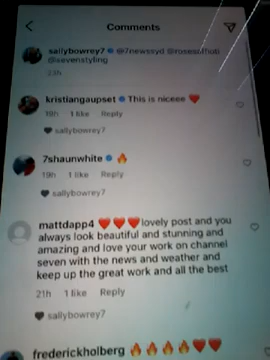 Comments
sallybowrey7 @7newssyd
@sevenstyling
23h
kristiangaupset This is niceee ❤️
19h 1 like Reply
sallybowrey7
7shaunwhite 🔥
19h 1 like Reply
sallybowrey7
mattdapp4 ❤️❤️❤️lovely post and you
always look beautiful and stunning and
amazing and love your work on channel
seven with the news and weather and
keep up the great work and all the best
21h 1 like Reply
sallybowrey7
frederickholberg 🔥🔥🔥🔥❤️❤️